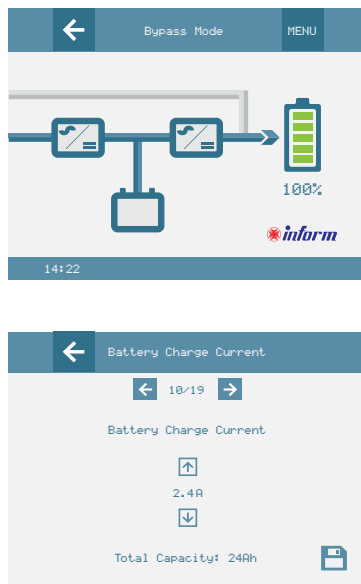 Bypass Mode
MENU
100%
inform
14:22
Battery Charge Current
10/19
Battery Charge Current
2.4A
Total Capacity: 24Ah